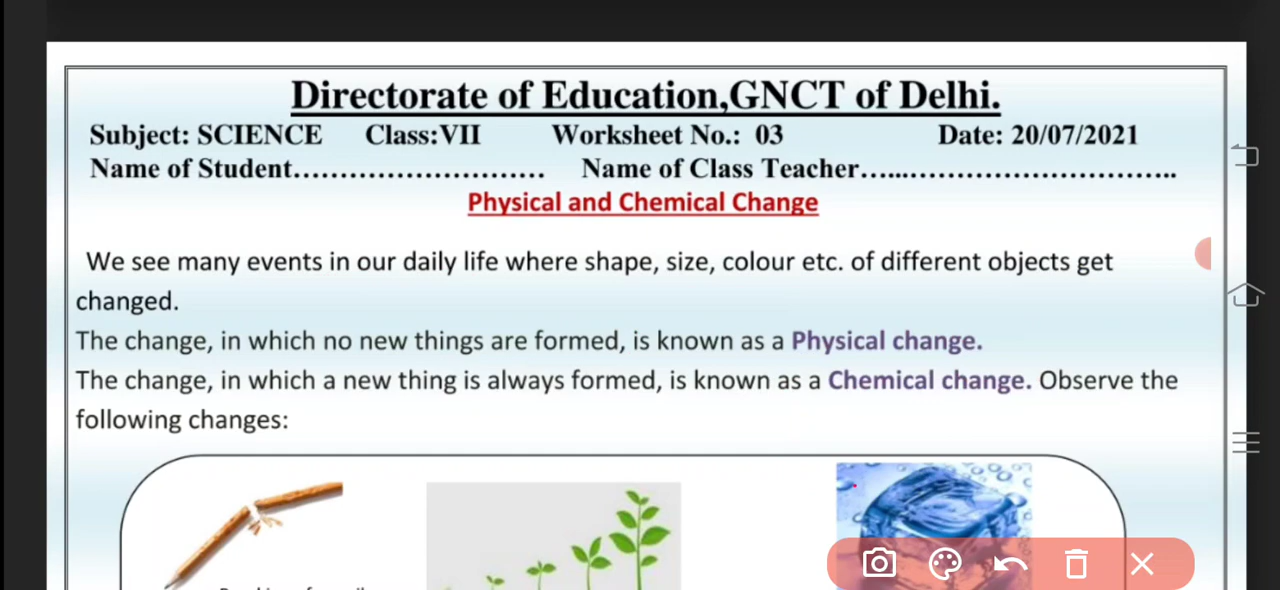 Directorate of Education,GNCT of Delhi.
Subject: SCIENCE Class:VII Worksheet No.: 03 Date: 20/07/2021
Name of Student........................... Name of Class Teacher..................................
Physical and Chemical Change
We see many events in our daily life where shape, size, colour etc. of different objects get
changed.
The change, in which no new things are formed, is known as a Physical change.
The change, in which a new thing is always formed, is known as a Chemical change. Observe the
following changes: